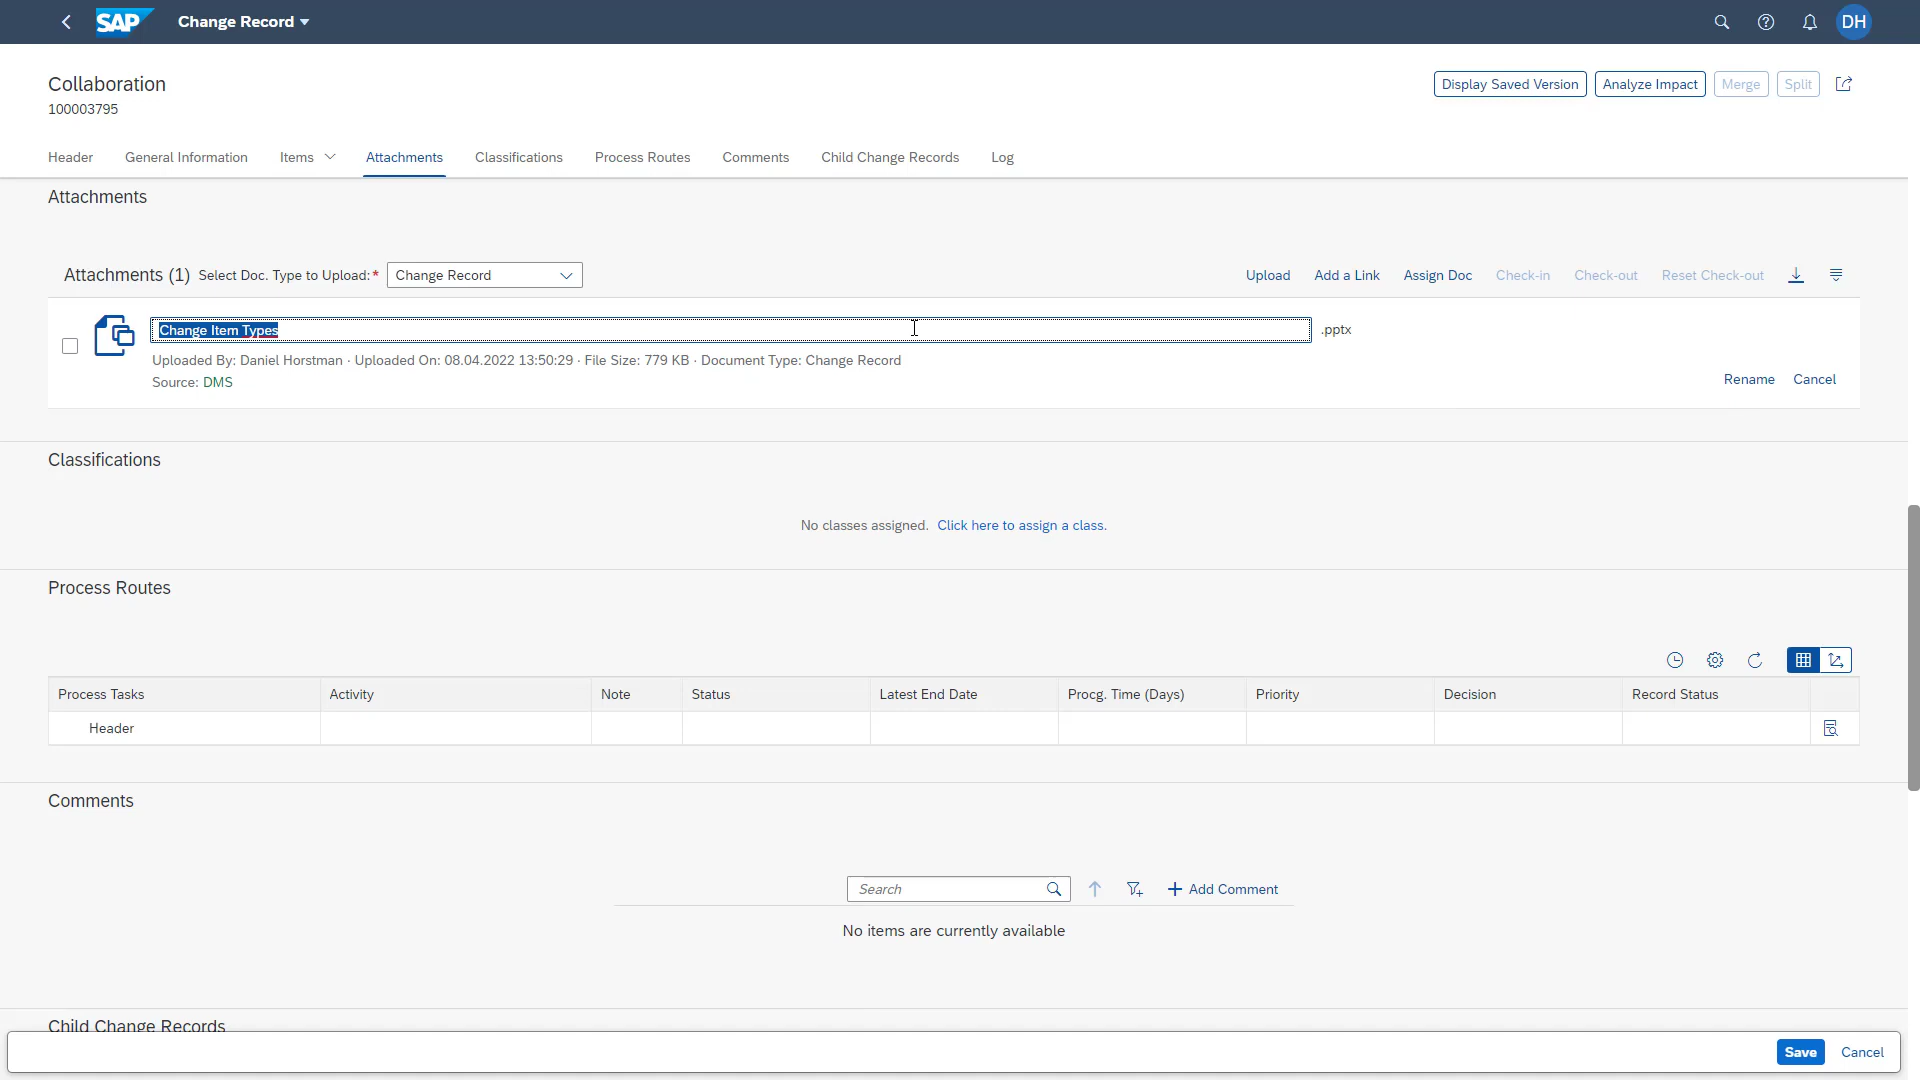 SAP Change Record DH
Collaboration
100003795
Display Saved Version Analyze Impact Merge Split
Header General Information Items Attachments Classifications Process Routes Comments Child Change Records Log
Attachments
Attachments (1) Select Doc. Type to Upload:* Change Record Upload Add a Link Assign Doc Check-in Check-out Reset Check-out
Change Item Types .pptx
Uploaded By: Daniel Horstman · Uploaded On: 08.04.2022 13:50:29 · File Size: 779 KB · Document Type: Change Record
Source: DMS
Rename Cancel
Classifications
No classes assigned. Click here to assign a class.
Process Routes
Process Tasks Activity Note Status Latest End Date Procg. Time (Days) Priority Decision Record Status
Header
Comments
Search Add Comment
No items are currently available
Child Change Records
Save Cancel